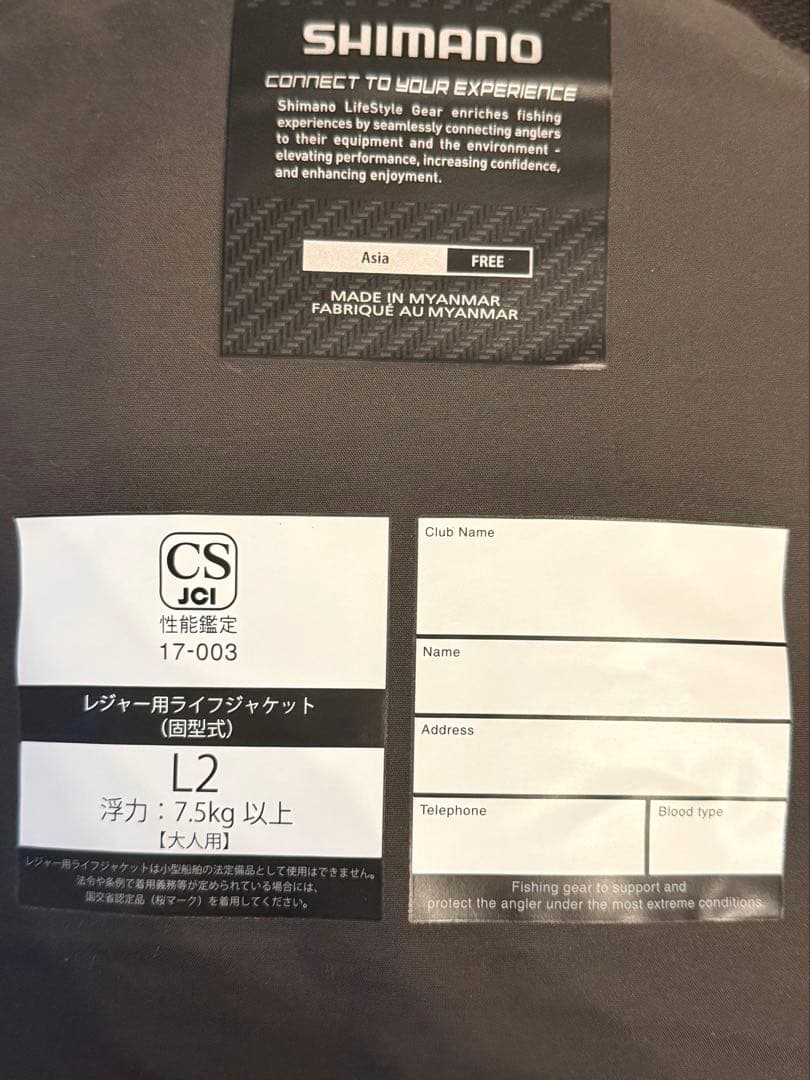 SHIMANO
CONNECT TO YOUR EXPERIENCE
Shimano LifeStyle Gear enriches fishing
experiences by seamlessly connecting anglers
to their equipment and the environment -
elevating performance, increasing confidence,
and enhancing enjoyment.
Asia FREE
MADE IN MYANMAR
FABRIQUÉ AU MYANMAR
CS
JCI
性能鑑定
17-003
レジャー用ライフジャケット
(固型式)
L2
浮力：7.5kg 以上
【大人用】
レジャー用ライフジャケットは小型船舶の法定備品として使用はできません。
法令や条例で着用義務等が定められている場合には、
国交省認定品（桜マーク）を着用してください。
Club Name
Name
Address
Telephone Blood type
Fishing gear to support and
protect the angler under the most extreme conditions.